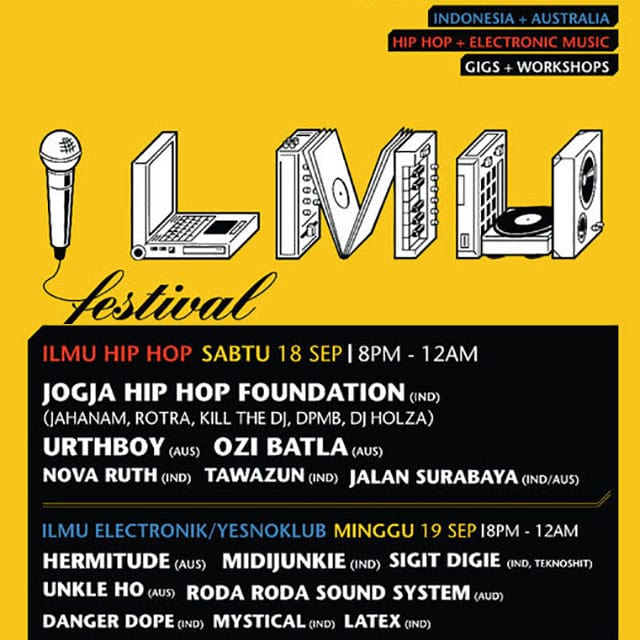 INDONESIA + AUSTRALIA
HIP HOP + ELECTRONIC MUSIC
GIGS + WORKSHOPS
iLMU
festival
ILMU HIP HOP SABTU 18 SEP | 8PM - 12AM
JOGJA HIP HOP FOUNDATION (IND)
(JAHANAM, ROTRA, KILL THE DJ, DPMB, DJ HOLZA)
URTHBOY (AUS) OZI BATLA (AUS)
NOVA RUTH (IND) TAWAZUN (IND) JALAN SURABAYA (IND/AUS)
ILMU ELECTRONIK/YESNOKLUB MINGGU 19 SEP |8PM - 12AM
HERMITUDE (AUS) MIDIJUNKIE (IND) SIGIT DIGIE (IND, TEKNOSHIT)
UNKLE HO (AUS) RODA RODA SOUND SYSTEM (AUD)
DANGER DOPE (IND) MYSTICAL (IND) LATEX (IND)